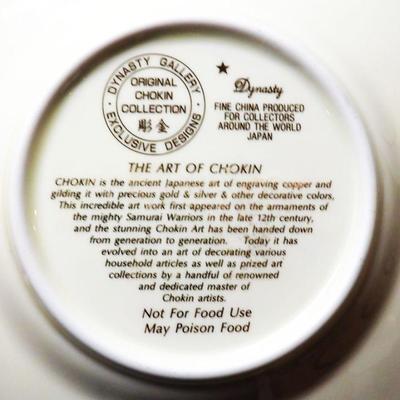 DYNASTY GALLERY
ORIGINAL
CHOKIN
COLLECTION
彫金
EXCLUSIVE DESIGNS
★
Dynasty
FINE CHINA PRODUCED
FOR COLLECTORS
AROUND THE WORLD
JAPAN
THE ART OF CHOKIN
CHOKIN is the ancient Japanese art of engraving copper and
gilding it with precious gold & silver & other decorative colors,
This incredible art work first appeared on the armaments of
the mighty Samurai Warriors in the late 12th century,
and the stunning Chokin Art has been handed down
from generation to generation. Today it has
evolved into an art of decorating various
household articles as well as prized art
collections by a handful of renowned
and dedicated master of
Chokin artists.
Not For Food Use
May Poison Food